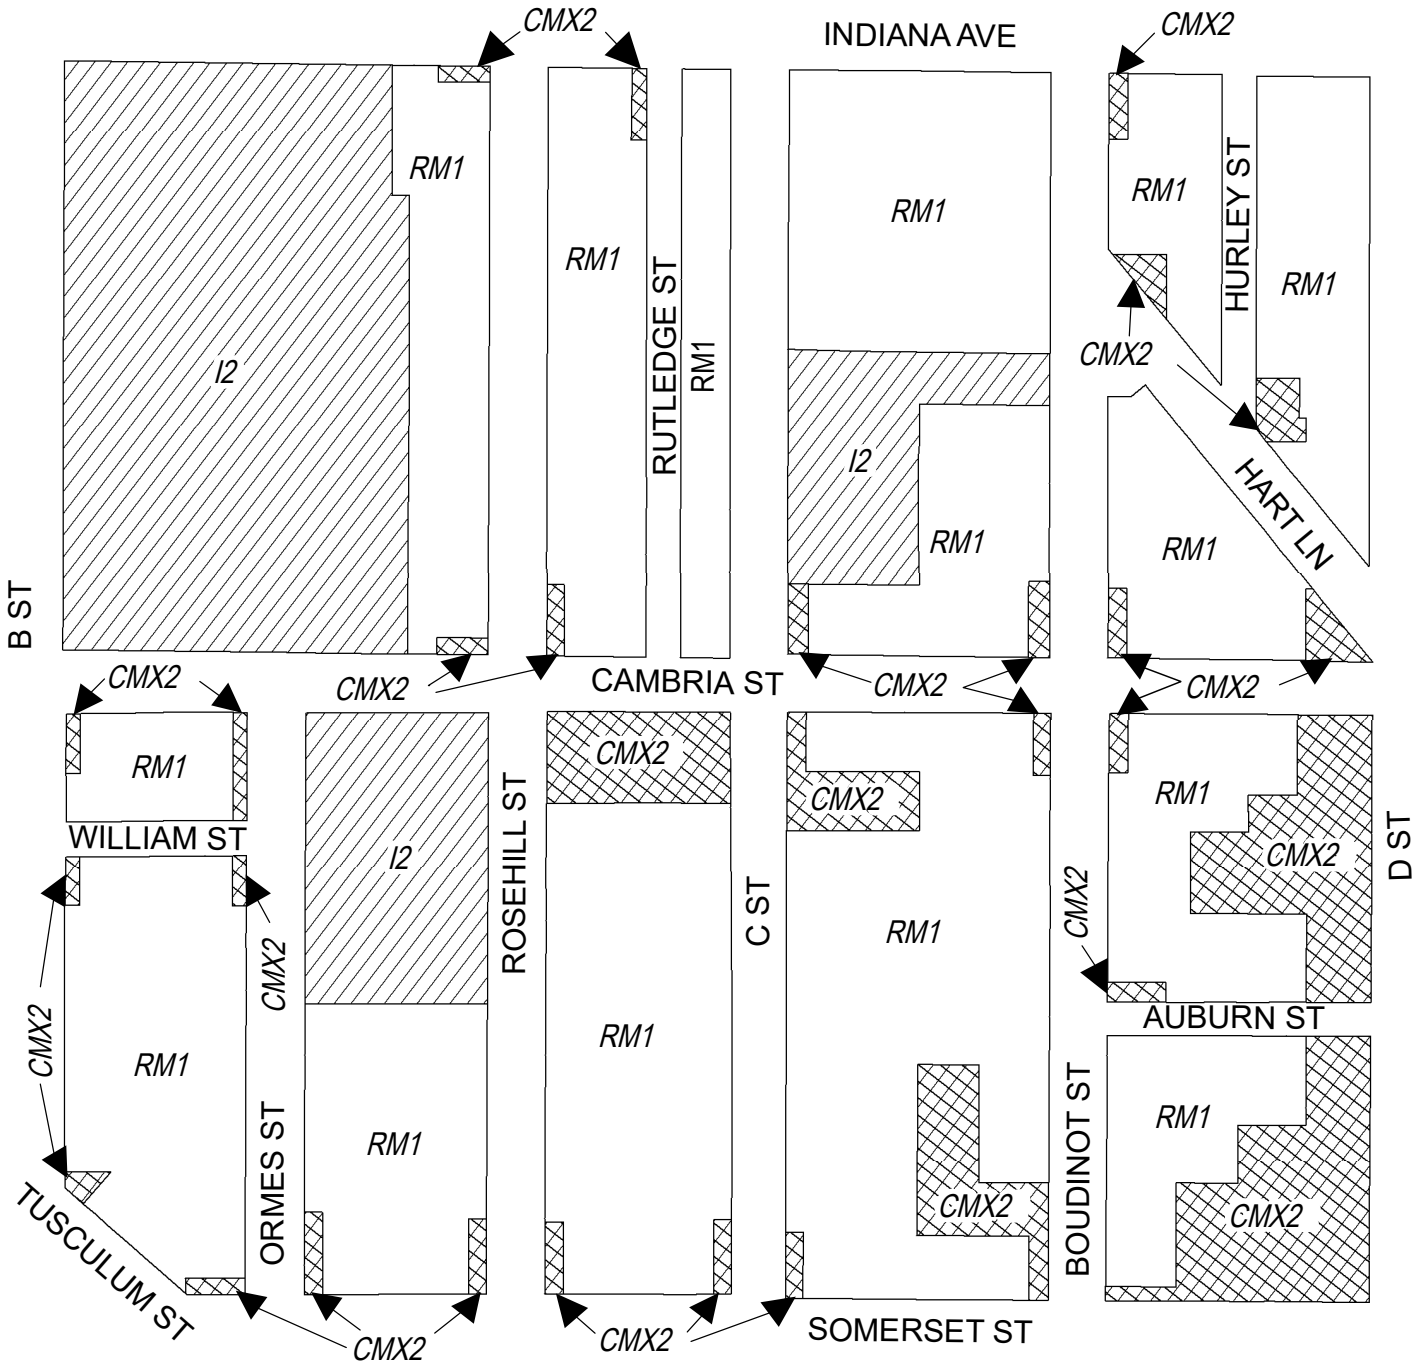 CMX2
INDIANA AVE
CMX2
RM1
RM1
RM1
RM1
RM1
RM1
HURLEY ST
RUTLEDGE ST
RM1
CMX2
I2
I2
HART LN
RM1
RM1
B ST
CMX2
CMX2
CAMBRIA ST
CMX2
CMX2
RM1
CMX2
CMX2
RM1
WILLIAM ST
I2
ROSEHILL ST
CMX2
D ST
CMX2
CMX2
C ST
RM1
CMX2
CMX2
AUBURN ST
RM1
RM1
RM1
RM1
ORMES ST
BOUDINOT ST
TUSCULUM ST
CMX2
CMX2
CMX2
CMX2
SOMERSET ST